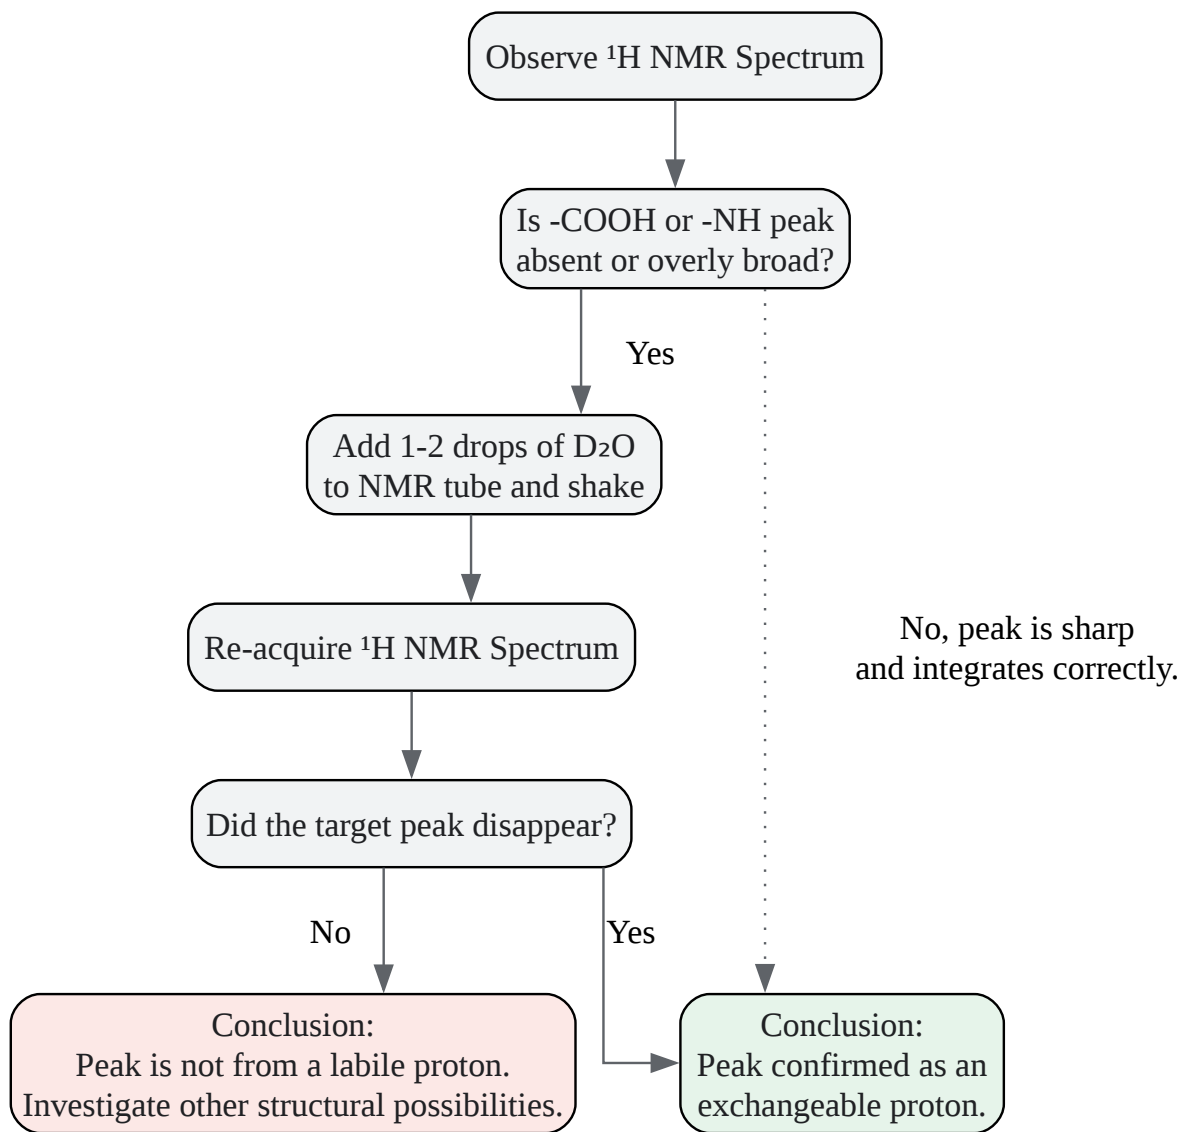 Observe ¹H NMR Spectrum
Is -COOH or -NH peak
absent or overly broad?
Yes
Add 1-2 drops of D₂O
to NMR tube and shake
Re-acquire ¹H NMR Spectrum
No, peak is sharp
and integrates correctly.
Did the target peak disappear?
No
Yes
Conclusion:
Peak is not from a labile proton.
Investigate other structural possibilities.
Conclusion:
Peak confirmed as an
exchangeable proton.